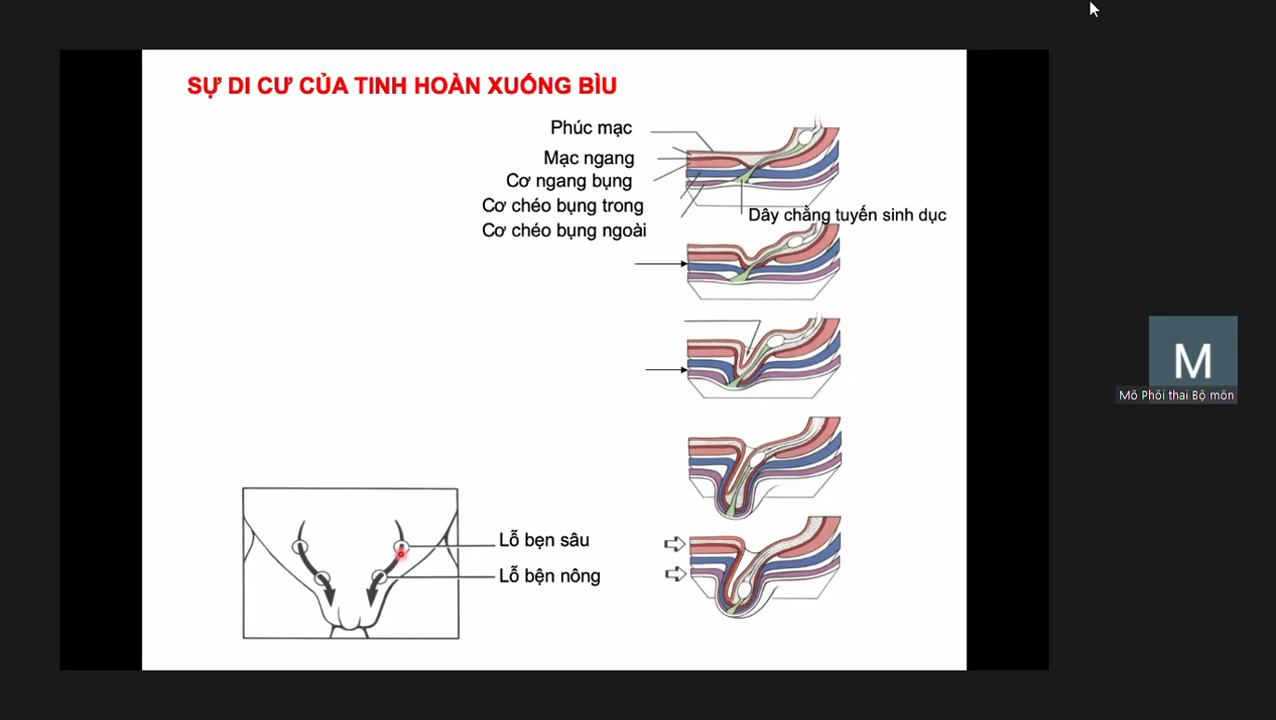 SỰ DI CƯ CỦA TINH HOÀN XUỐNG BÌU
Phúc mạc
Mạc ngang
Cơ ngang bụng
Cơ chéo bụng trong
Cơ chéo bụng ngoài
Dây chằng tuyến sinh dục
Lỗ bẹn sâu
Lỗ bện nông
M
Mô Phôi thai Bộ môn